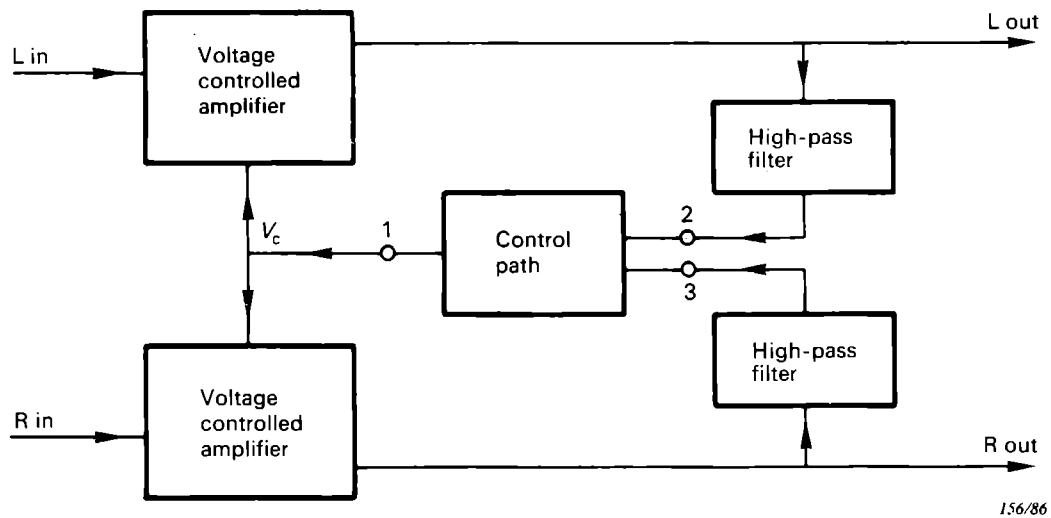 L in
Voltage
controlled
amplifier
L out
High-pass
filter
Vc
1
Control
path
2
3
High-pass
filter
R in
Voltage
controlled
amplifier
R out
156/86